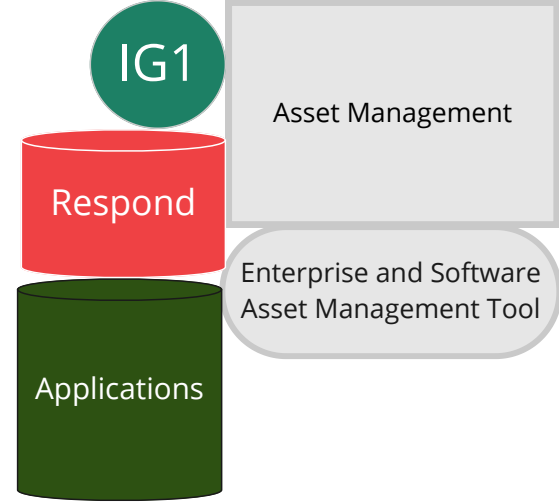 IG1
Asset Management
Respond
Enterprise and Software
Asset Management Tool
Applications